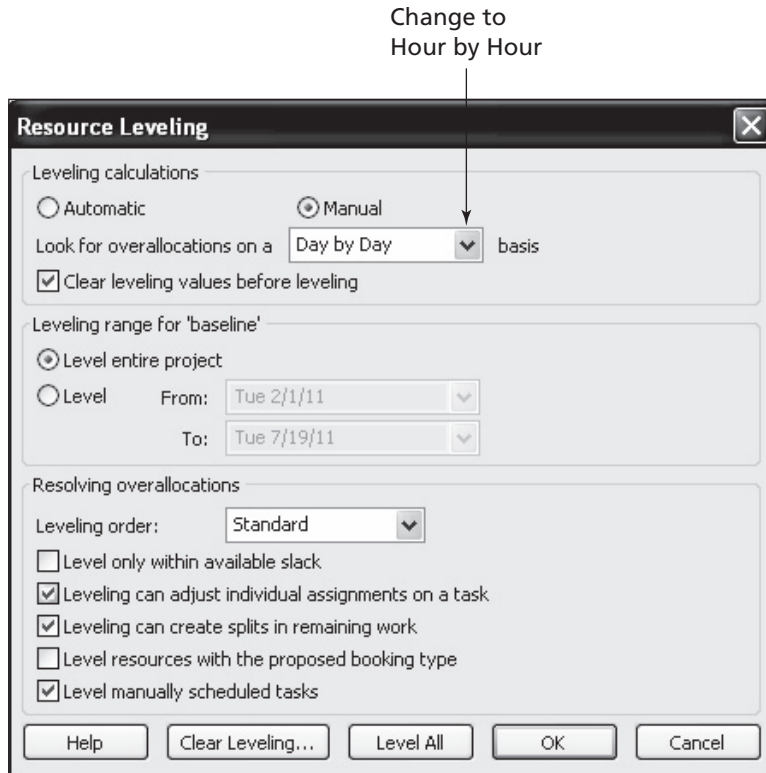 Change to
Hour by Hour
Resource Leveling
Leveling calculations
Automatic Manual
Look for overallocations on a Day by Day basis
Clear leveling values before leveling
Leveling range for 'baseline'
Level entire project
Level From: Tue 2/1/11
To: Tue 7/19/11
Resolving overallocations
Leveling order: Standard
Level only within available slack
Leveling can adjust individual assignments on a task
Leveling can create splits in remaining work
Level resources with the proposed booking type
Level manually scheduled tasks
Help Clear Leveling... Level All OK Cancel